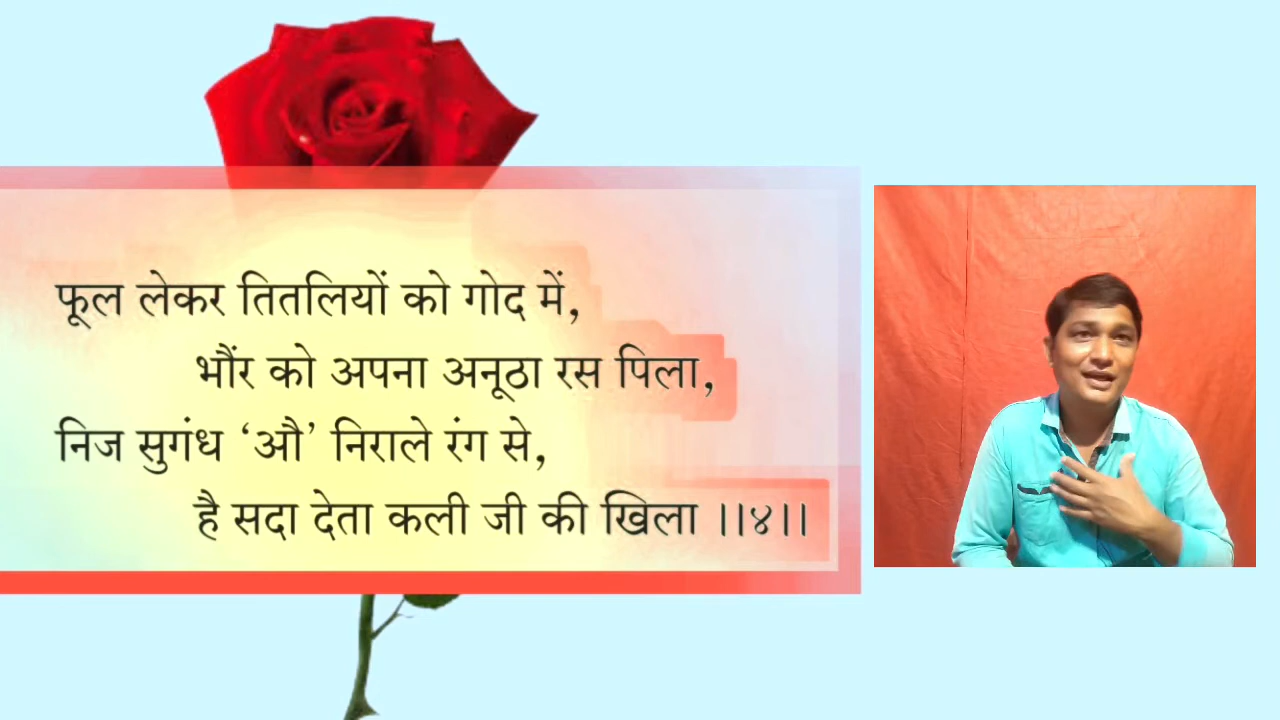 फूल लेकर तितलियों को गोद में,
भौंर को अपना अनूठा रस पिला,
निज सुगंध ‘औ’ निराले रंग से,
है सदा देता कली जी की खिला ।।४।।